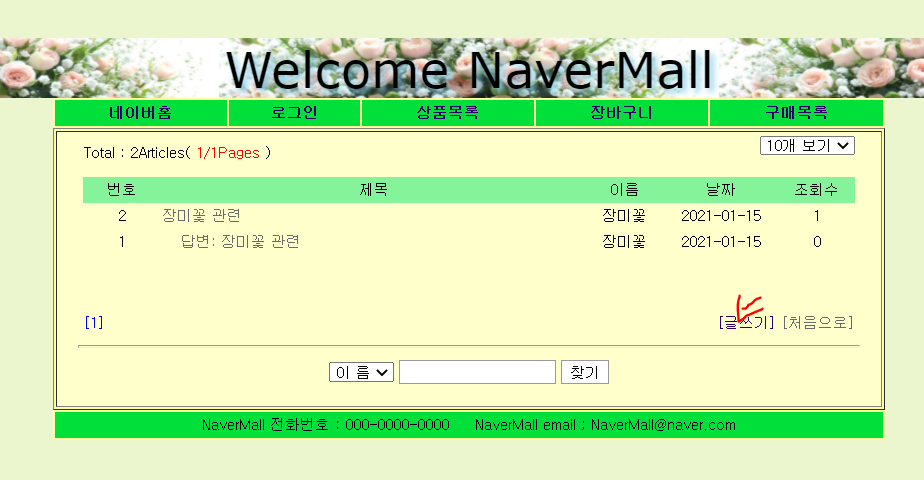 Welcome NaverMall
네이버홈 로그인 상품목록 장바구니 구매목록
Total : 2Articles( 1/1Pages ) 10개 보기
번호 제목 이름 날짜 조회수
2 장미꽃 관련 장미꽃 2021-01-15 1
1 답변: 장미꽃 관련 장미꽃 2021-01-15 0
[1] [글쓰기] [처음으로]
이 름 찾기
NaverMall 전화번호 : 000-0000-0000 NaverMall email : NaverMall@naver.com